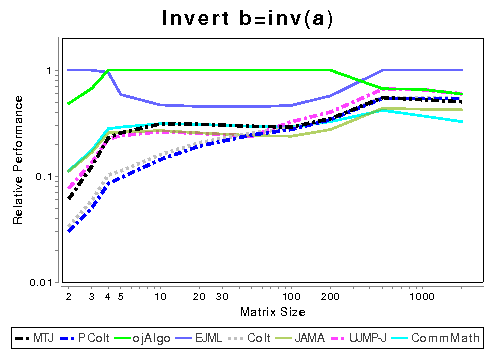 Invert b=inv(a)
Relative Performance
1
0.1
0.01
2 3 4 5 10 20 30 100 200 1000
Matrix Size
MTJ PColt ojAlgo EJML Colt JAMA UJMP-J CommMath